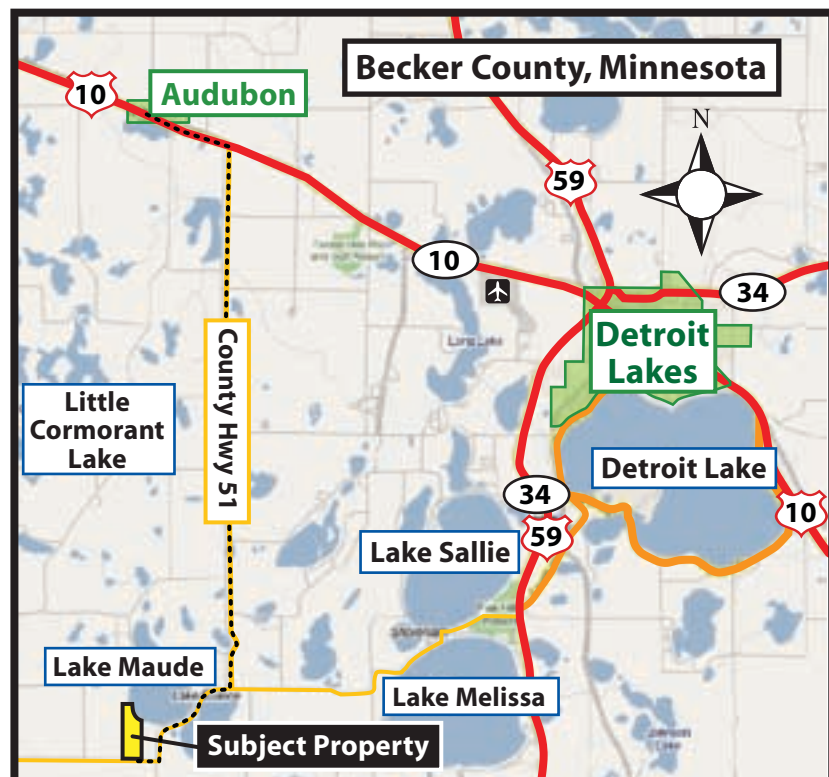 Becker County, Minnesota
10
Audubon
N
59
10
34
Detroit
Lakes
County Hwy 51
Little
Cormorant
Lake
Detroit Lake
34
59
10
Lake Sallie
Lake Maude
Lake Melissa
Subject Property